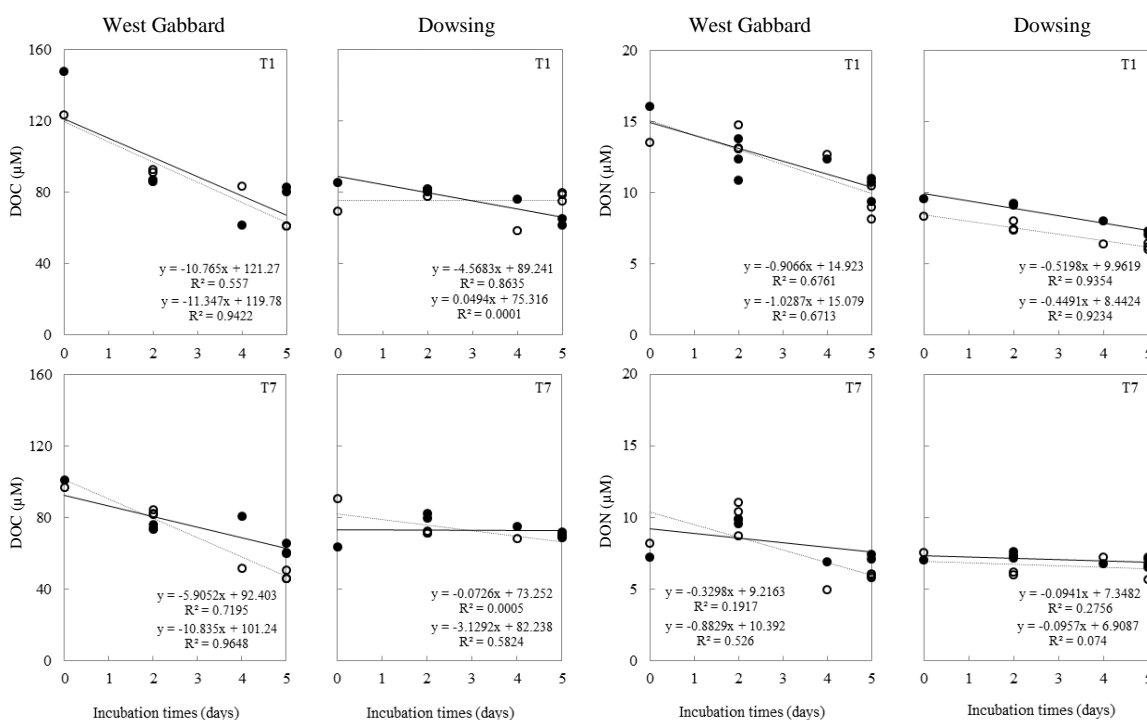 West Gabbard
Dowsing
West Gabbard
Dowsing
160
120
80
40
0
DOC (µM)
T1
y = -10.765x + 121.27
R² = 0.557
y = -11.347x + 119.78
R² = 0.9422
0 1 2 3 4 5
T1
y = -4.5683x + 89.241
R² = 0.8635
y = 0.0494x + 75.316
R² = 0.0001
0 1 2 3 4 5
20
15
10
5
0
DON (µM)
T1
y = -0.9066x + 14.923
R² = 0.6761
y = -1.0287x + 15.079
R² = 0.6713
0 1 2 3 4 5
T1
y = -0.5198x + 9.9619
R² = 0.9354
y = -0.4491x + 8.4424
R² = 0.9234
0 1 2 3 4 5
160
120
80
40
0
DOC (µM)
T7
y = -5.9052x + 92.403
R² = 0.7195
y = -10.835x + 101.24
R² = 0.9648
0 1 2 3 4 5
Incubation times (days)
T7
y = -0.0726x + 73.252
R² = 0.0005
y = -3.1292x + 82.238
R² = 0.5824
0 1 2 3 4 5
Incubation times (days)
20
15
10
5
0
DON (µM)
T7
y = -0.3298x + 9.2163
R² = 0.1917
y = -0.8829x + 10.392
R² = 0.526
0 1 2 3 4 5
Incubation times (days)
T7
y = -0.0941x + 7.3482
R² = 0.2756
y = -0.0957x + 6.9087
R² = 0.074
0 1 2 3 4 5
Incubation times (days)